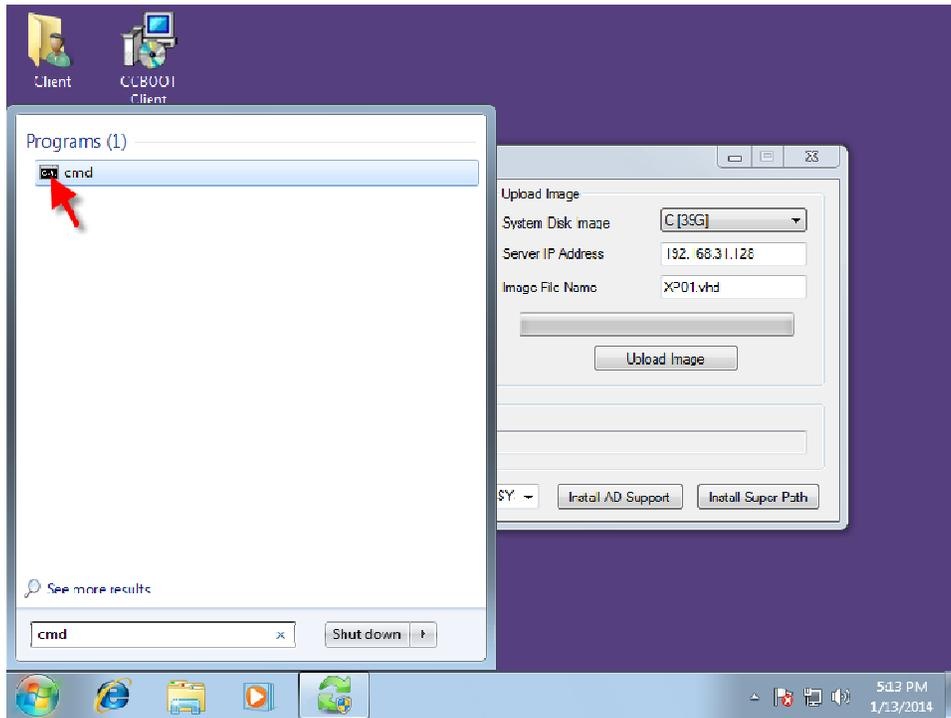 Client
CCBOOT
Client
Programs (1)
cmd
Upload Image
System Disk Image
C [39G]
Server IP Address
192.168.31.128
Image File Name
XP01.vhd
Upload Image
SY
Install AD Support
Install Super Path
See more results
cmd
Shut down
5:13 PM
1/13/2014